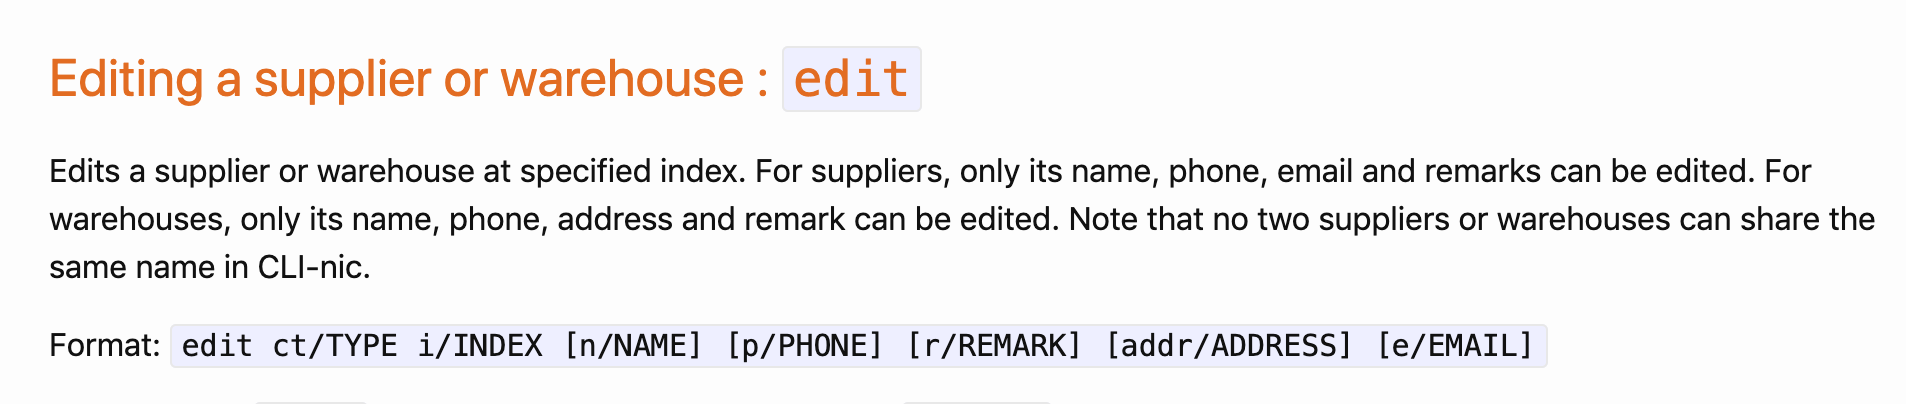 Editing a supplier or warehouse : edit
Edits a supplier or warehouse at specified index. For suppliers, only its name, phone, email and remarks can be edited. For
warehouses, only its name, phone, address and remark can be edited. Note that no two suppliers or warehouses can share the
same name in CLI-nic.
Format: edit ct/TYPE i/INDEX [n/NAME] [p/PHONE] [r/REMARK] [addr/ADDRESS] [e/EMAIL]